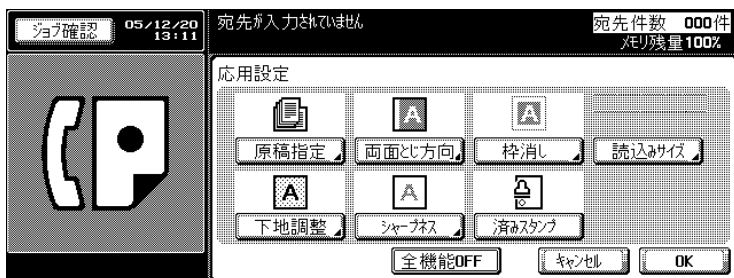 ジョブ確認
05/12/20
13:11
宛先が入力されていません
宛先件数 000件
メモリ残量100%
応用設定
A A
原稿指定 両面とじ方向 枠消し 読込みサイズ
A A
下地調整 シャープネス 済みスタンプ
全機能OFF キャンセル OK